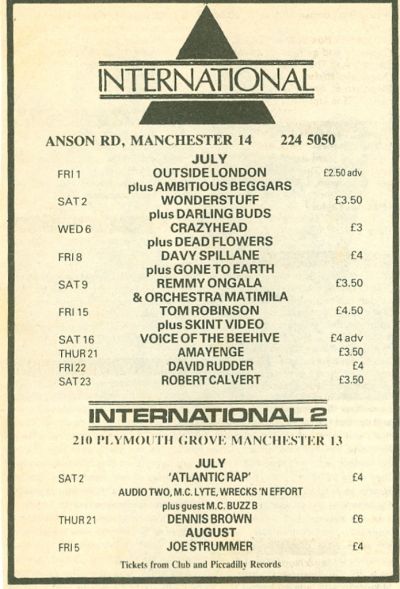 INTERNATIONAL
ANSON RD, MANCHESTER 14 224 5050
JULY
FRI 1 OUTSIDE LONDON £2.50 adv
plus AMBITIOUS BEGGARS
SAT 2 WONDERSTUFF £3.50
plus DARLING BUDS
WED 6 CRAZYHEAD £3
plus DEAD FLOWERS
FRI 8 DAVY SPILLANE £4
plus GONE TO EARTH
SAT 9 REMMY ONGALA £3.50
& ORCHESTRA MATIMILA
FRI 15 TOM ROBINSON £4.50
plus SKINT VIDEO
SAT 16 VOICE OF THE BEEHIVE £4 adv
THUR 21 AMAYENGE £3.50
FRI 22 DAVID RUDDER £4
SAT 23 ROBERT CALVERT £3.50
INTERNATIONAL 2
210 PLYMOUTH GROVE MANCHESTER 13
JULY
SAT 2 'ATLANTIC RAP' £4
AUDIO TWO, M.C. LYTE, WRECKS 'N EFFORT
plus guest M.C. BUZZ B
THUR 21 DENNIS BROWN £6
AUGUST
FRI 5 JOE STRUMMER £4
Tickets from Club and Piccadilly Records